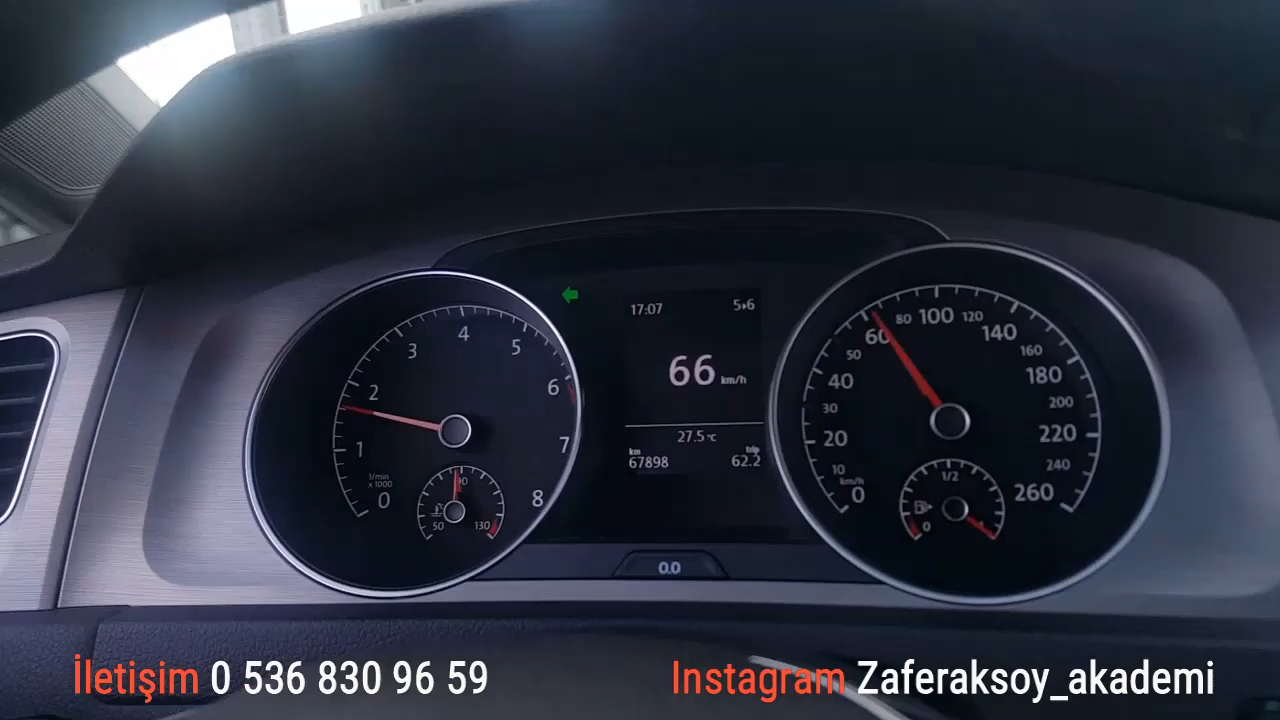 17:07 5▸6
66 km/h
27.5 °C
km trip
67898 62.2
0.0
0 1 2 3 4 5 6 7 8
1/min
x 1000
50 90 130
0 10 20 30 40 50 60 80 100 120 140 160 180 200 220 240 260
km/h
0 1/2
İletişim 0 536 830 96 59
Instagram Zaferaksoy_akademi